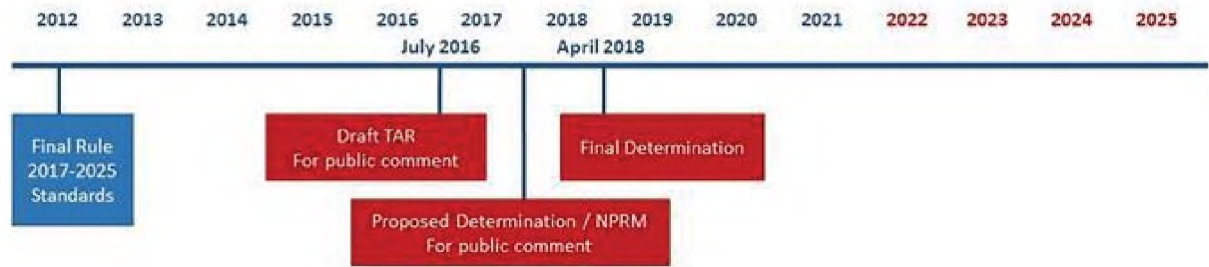 2012 2013 2014 2015 2016 2017 2018 2019 2020 2021 2022 2023 2024 2025
July 2016 April 2018
Final Rule
2017-2025
Standards
Draft TAR
For public comment
Final Determination
Proposed Determination / NPRM
For public comment